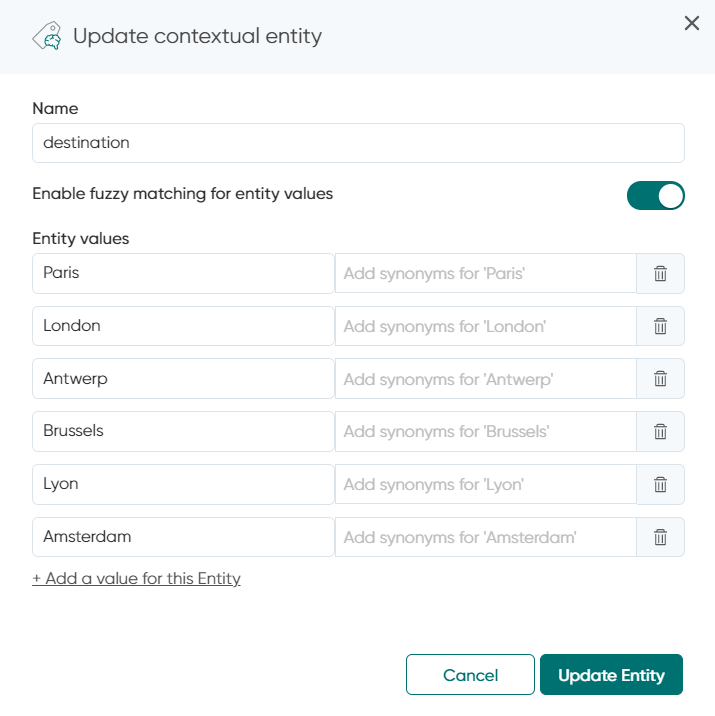 Update contextual entity
Name
destination
Enable fuzzy matching for entity values
Entity values
Paris Add synonyms for 'Paris'
London Add synonyms for 'London'
Antwerp Add synonyms for 'Antwerp'
Brussels Add synonyms for 'Brussels'
Lyon Add synonyms for 'Lyon'
Amsterdam Add synonyms for 'Amsterdam'
+ Add a value for this Entity
Cancel Update Entity